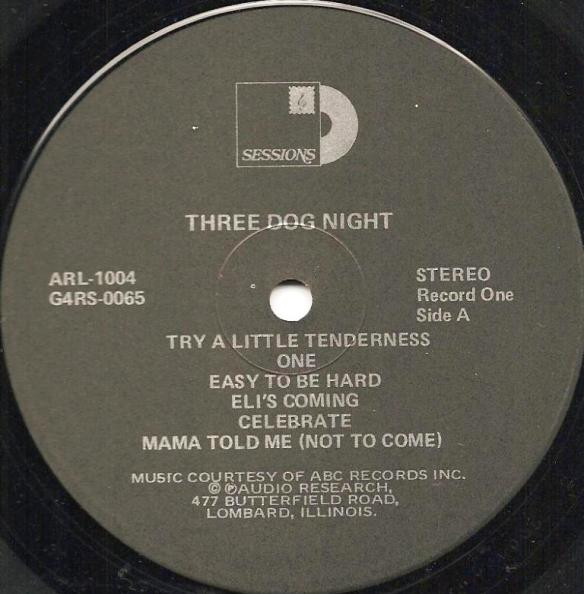 SESSIONS
THREE DOG NIGHT
ARL-1004
G4RS-0065
STEREO
Record One
Side A
TRY A LITTLE TENDERNESS
ONE
EASY TO BE HARD
ELI'S COMING
CELEBRATE
MAMA TOLD ME (NOT TO COME)
MUSIC COURTESY OF ABC RECORDS INC.
© ℗ AUDIO RESEARCH,
477 BUTTERFIELD ROAD,
LOMBARD, ILLINOIS.